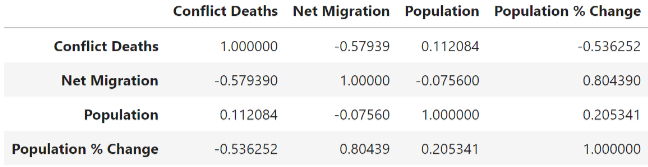 Conflict Deaths Net Migration Population Population % Change
Conflict Deaths 1.000000 -0.57939 0.112084 -0.536252
Net Migration -0.579390 1.00000 -0.075600 0.804390
Population 0.112084 -0.07560 1.000000 0.205341
Population % Change -0.536252 0.80439 0.205341 1.000000